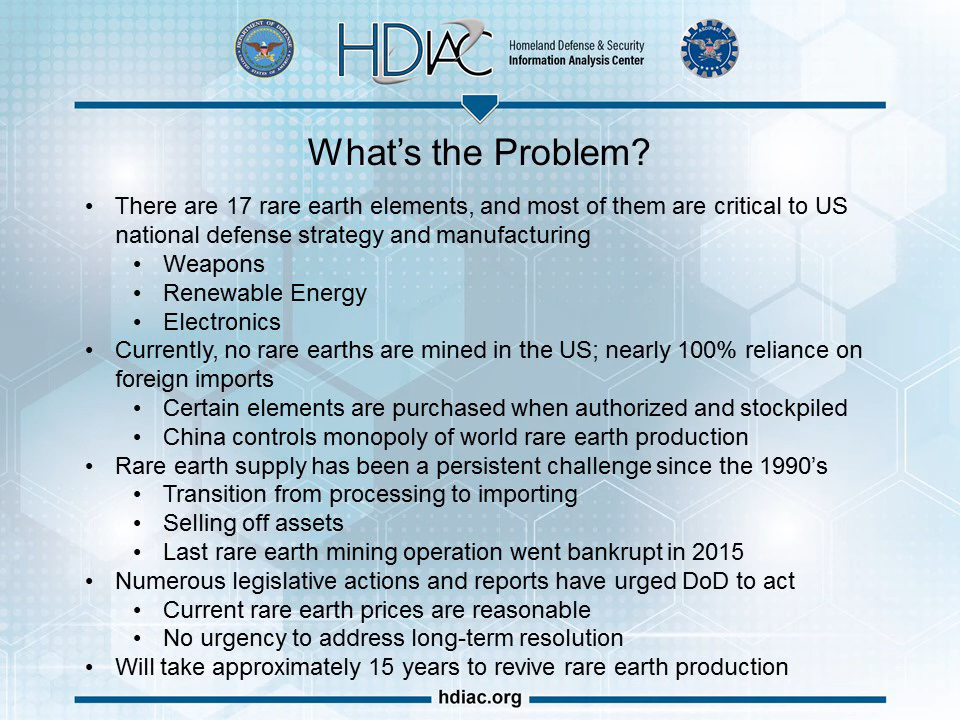 HDIAC
Homeland Defense & Security
Information Analysis Center
What's the Problem?
• There are 17 rare earth elements, and most of them are critical to US
national defense strategy and manufacturing
• Weapons
• Renewable Energy
• Electronics
• Currently, no rare earths are mined in the US; nearly 100% reliance on
foreign imports
• Certain elements are purchased when authorized and stockpiled
• China controls monopoly of world rare earth production
• Rare earth supply has been a persistent challenge since the 1990's
• Transition from processing to importing
• Selling off assets
• Last rare earth mining operation went bankrupt in 2015
• Numerous legislative actions and reports have urged DoD to act
• Current rare earth prices are reasonable
• No urgency to address long-term resolution
• Will take approximately 15 years to revive rare earth production
hdiac.org